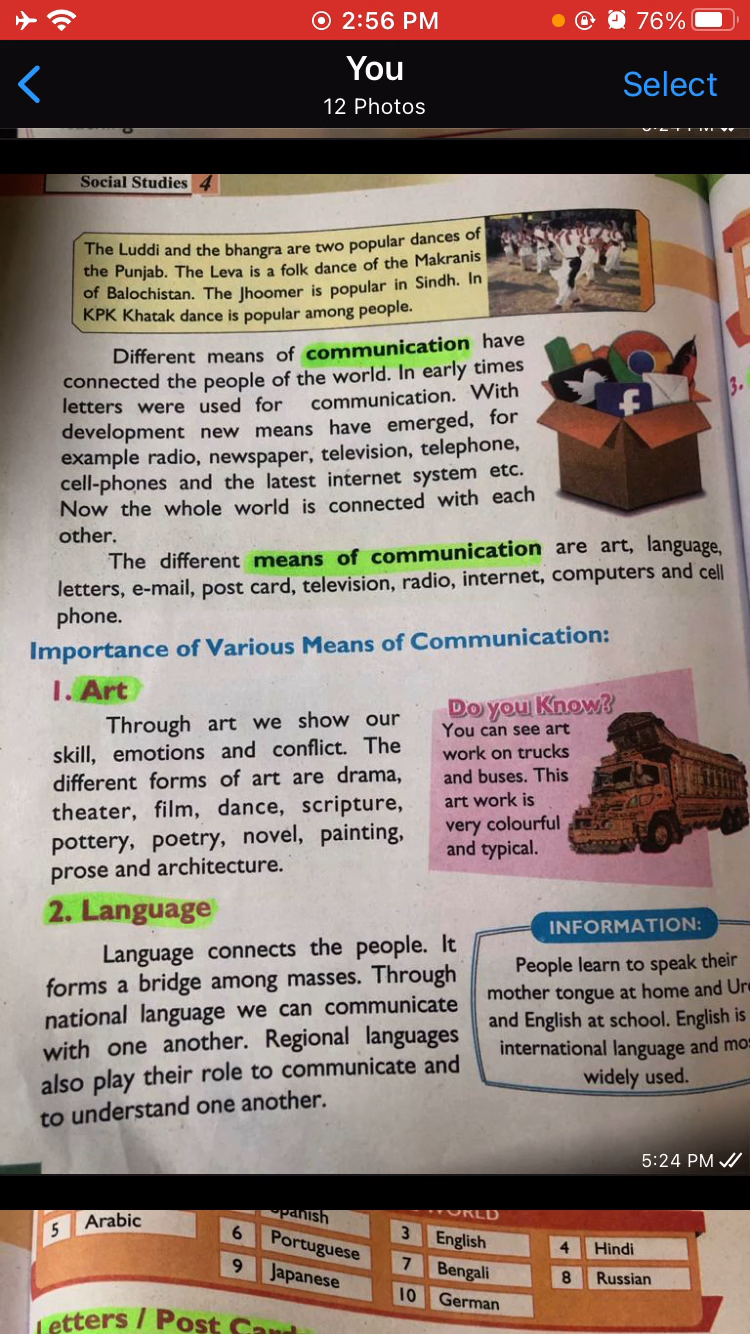 2:56 PM
76%
You
Select
12 Photos
Social Studies 4
The Luddi and the bhangra are two popular dances of
the Punjab. The Leva is a folk dance of the Makranis
of Balochistan. The Jhoomer is popular in Sindh. In
KPK Khatak dance is popular among people.
Different means of communication have
connected the people of the world. In early times
letters were used for communication. With
development new means have emerged, for
example radio, newspaper, television, telephone,
cell-phones and the latest internet system etc.
Now the whole world is connected with each
other.
3.
The different means of communication are art, language,
letters, e-mail, post card, television, radio, internet, computers and cell
phone.
Importance of Various Means of Communication:
1. Art
Through art we show our
skill, emotions and conflict. The
different forms of art are drama,
theater, film, dance, scripture,
pottery, poetry, novel, painting,
prose and architecture.
Do you Know?
You can see art
work on trucks
and buses. This
art work is
very colourful
and typical.
2. Language
Language connects the people. It
forms a bridge among masses. Through
national language we can communicate
with one another. Regional languages
also play their role to communicate and
to understand one another.
INFORMATION:
People learn to speak their
mother tongue at home and
and English at school. English is
international language and
widely used.
5:24 PM
5 Arabic
6 Portuguese
9 Japanese
3 English
7 Bengali
10 German
4 Hindi
8 Russian
Letters / Post